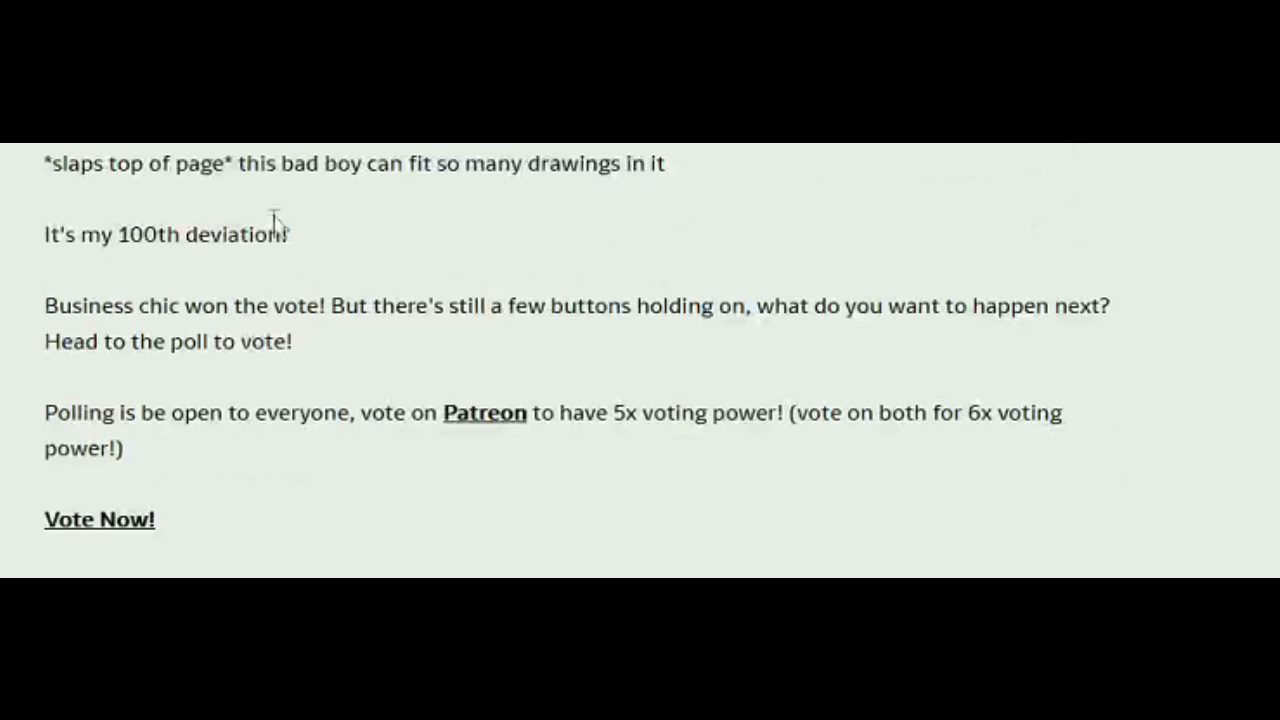 *slaps top of page* this bad boy can fit so many drawings in it
It's my 100th deviation!
Business chic won the vote! But there's still a few buttons holding on, what do you want to happen next?
Head to the poll to vote!
Polling is be open to everyone, vote on Patreon to have 5x voting power! (vote on both for 6x voting
power!)
Vote Now!